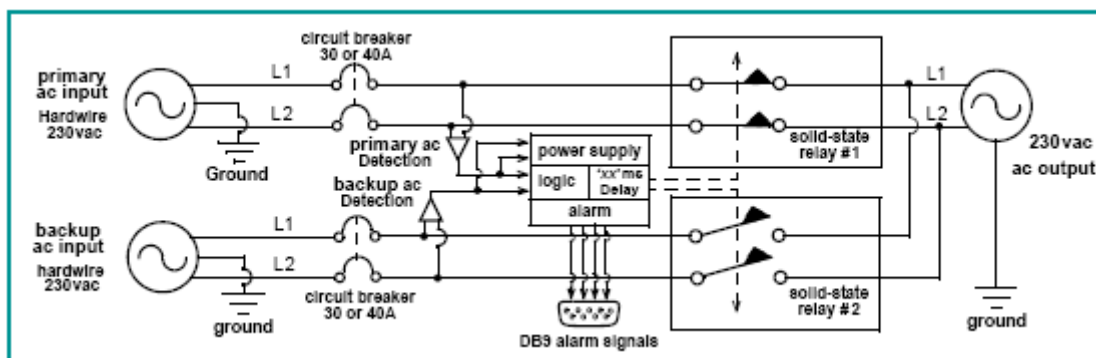 circuit breaker
30 or 40A
primary
ac input
Hardwire
230vac
L1
L2
Ground
primary ac
Detection
backup ac
Detection
power supply
logic
"xx" ms
Delay
alarm
solid-state
relay #1
L1
L2
230vac
ac output
backup
ac input
hardwire
230vac
L1
L2
ground
circuit breaker
30 or 40A
DB9 alarm signals
solid-state
relay #2
ground